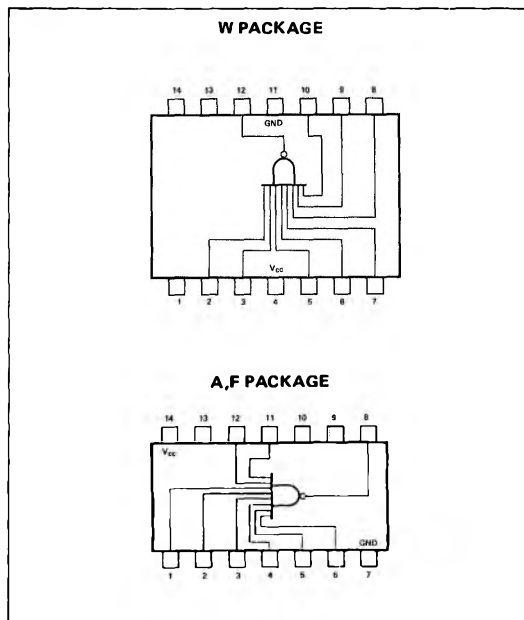 W PACKAGE
14 13 12 11 10 9 8
GND
VCC
1 2 3 4 5 6 7
A,F PACKAGE
14 13 12 11 10 9 8
VCC
GND
1 2 3 4 5 6 7